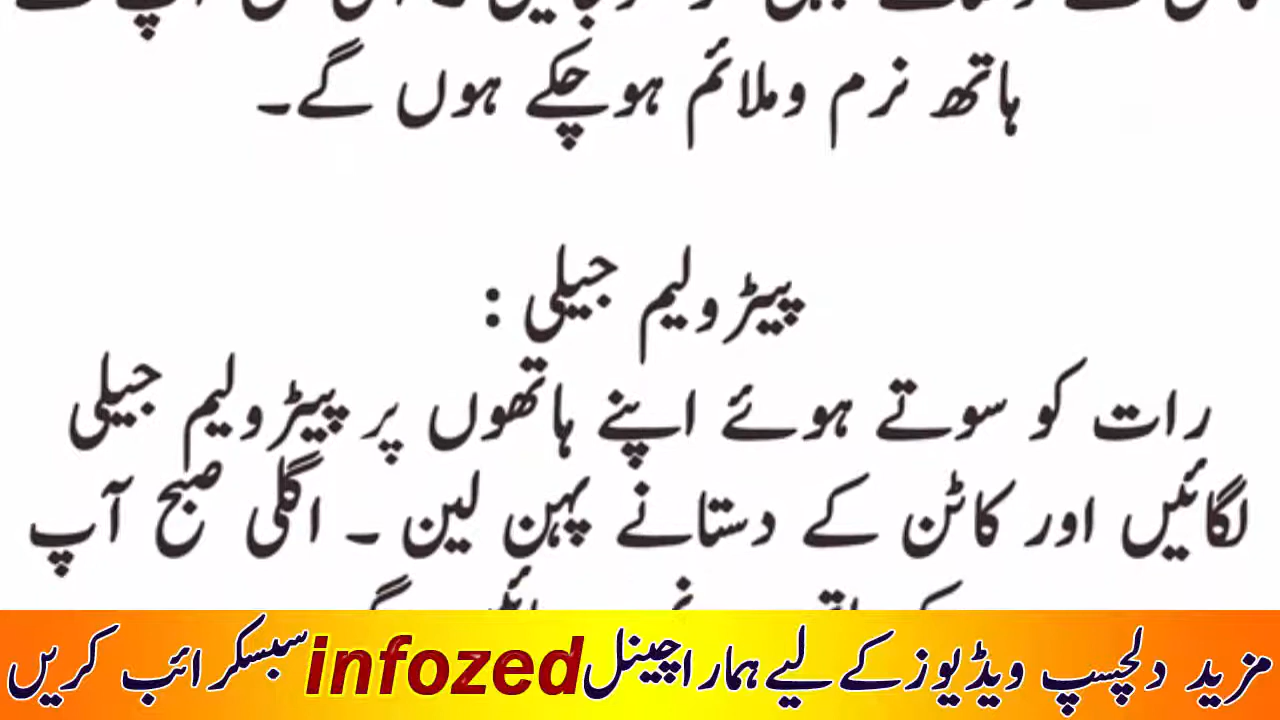 ہاتھ نرم وملائم ہوچکے ہوں گے۔
پیٹرولیم جیلی :
رات کو سوتے ہوئے اپنے ہاتھوں پر پیٹرولیم جیلی
لگائیں اور کاٹن کے دستانے پہن لین ۔ اگلی صبح آپ
مزید دلچسپ ویڈیوز کے لیے ہمارا چینل infozed سبسکرائب کریں